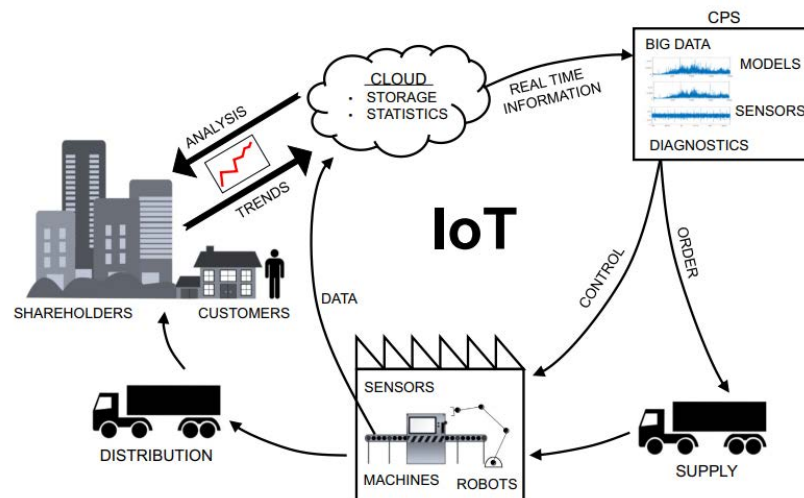 CPS
BIG DATA
MODELS
SENSORS
DIAGNOSTICS
CLOUD
· STORAGE
· STATISTICS
REAL TIME
INFORMATION
ANALYSIS
TRENDS
IoT
SHAREHOLDERS
CUSTOMERS
DATA
CONTROL
ORDER
SENSORS
MACHINES
ROBOTS
DISTRIBUTION
SUPPLY